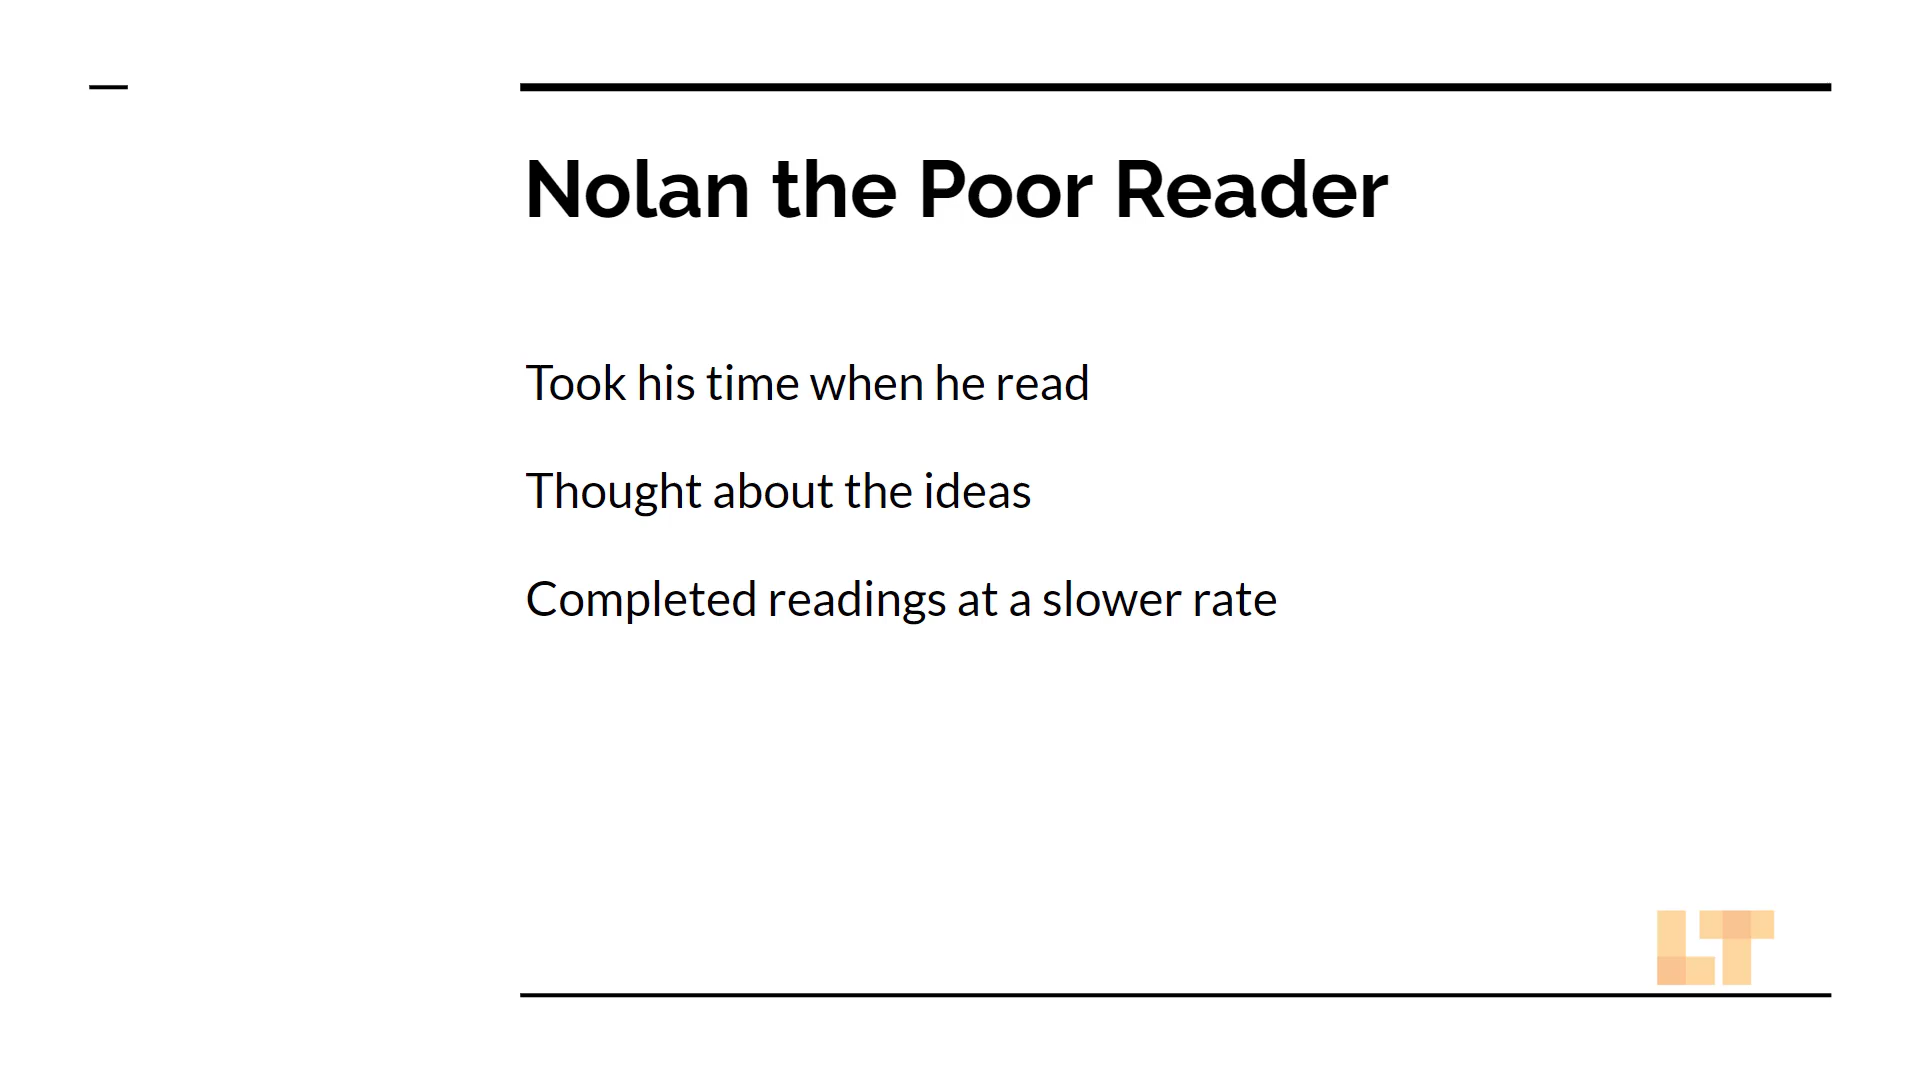 Nolan the Poor Reader
Took his time when he read
Thought about the ideas
Completed readings at a slower rate
LT